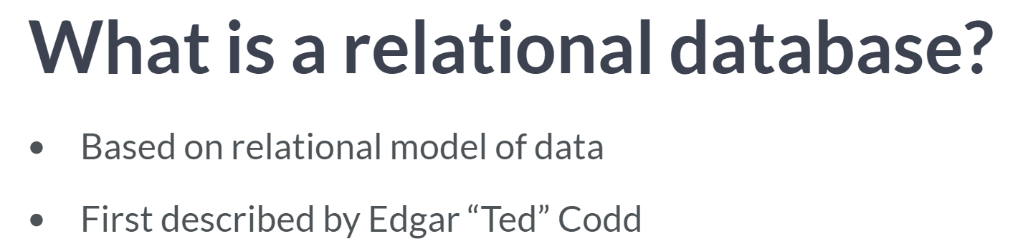 What is a relational database?
• Based on relational model of data
• First described by Edgar “Ted” Codd